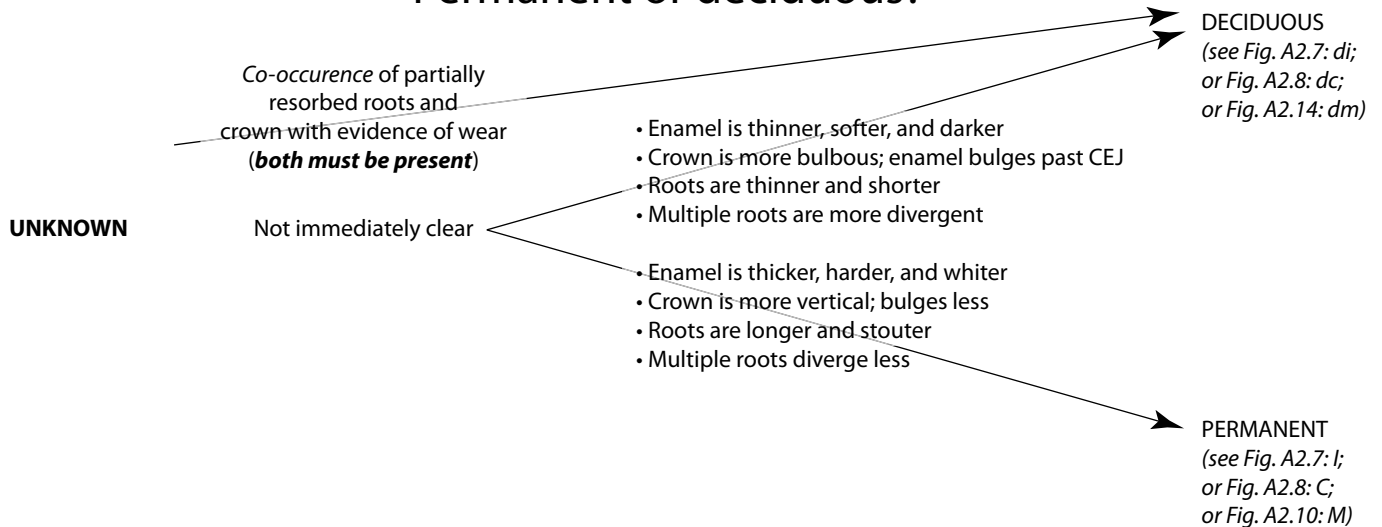 Permanent or deciduous?
DECIDUOUS
(see Fig. A2.7: di;
or Fig. A2.8: dc;
or Fig. A2.14: dm)
Co-occurence of partially
resorbed roots and
crown with evidence of wear
(both must be present)
• Enamel is thinner, softer, and darker
• Crown is more bulbous; enamel bulges past CEJ
• Roots are thinner and shorter
• Multiple roots are more divergent
UNKNOWN
Not immediately clear
• Enamel is thicker, harder, and whiter
• Crown is more vertical; bulges less
• Roots are longer and stouter
• Multiple roots diverge less
PERMANENT
(see Fig. A2.7: I;
or Fig. A2.8: C;
or Fig. A2.10: M)